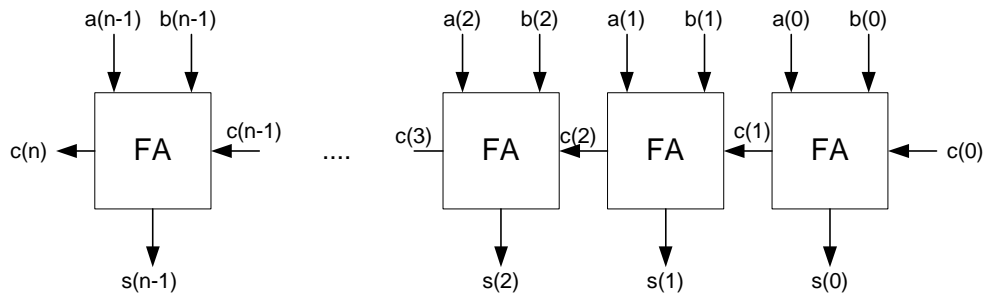 a(n-1) b(n-1) a(2) b(2) a(1) b(1) a(0) b(0)
c(n) FA c(n-1) .... c(3) FA c(2) FA c(1) FA c(0)
s(n-1) s(2) s(1) s(0)